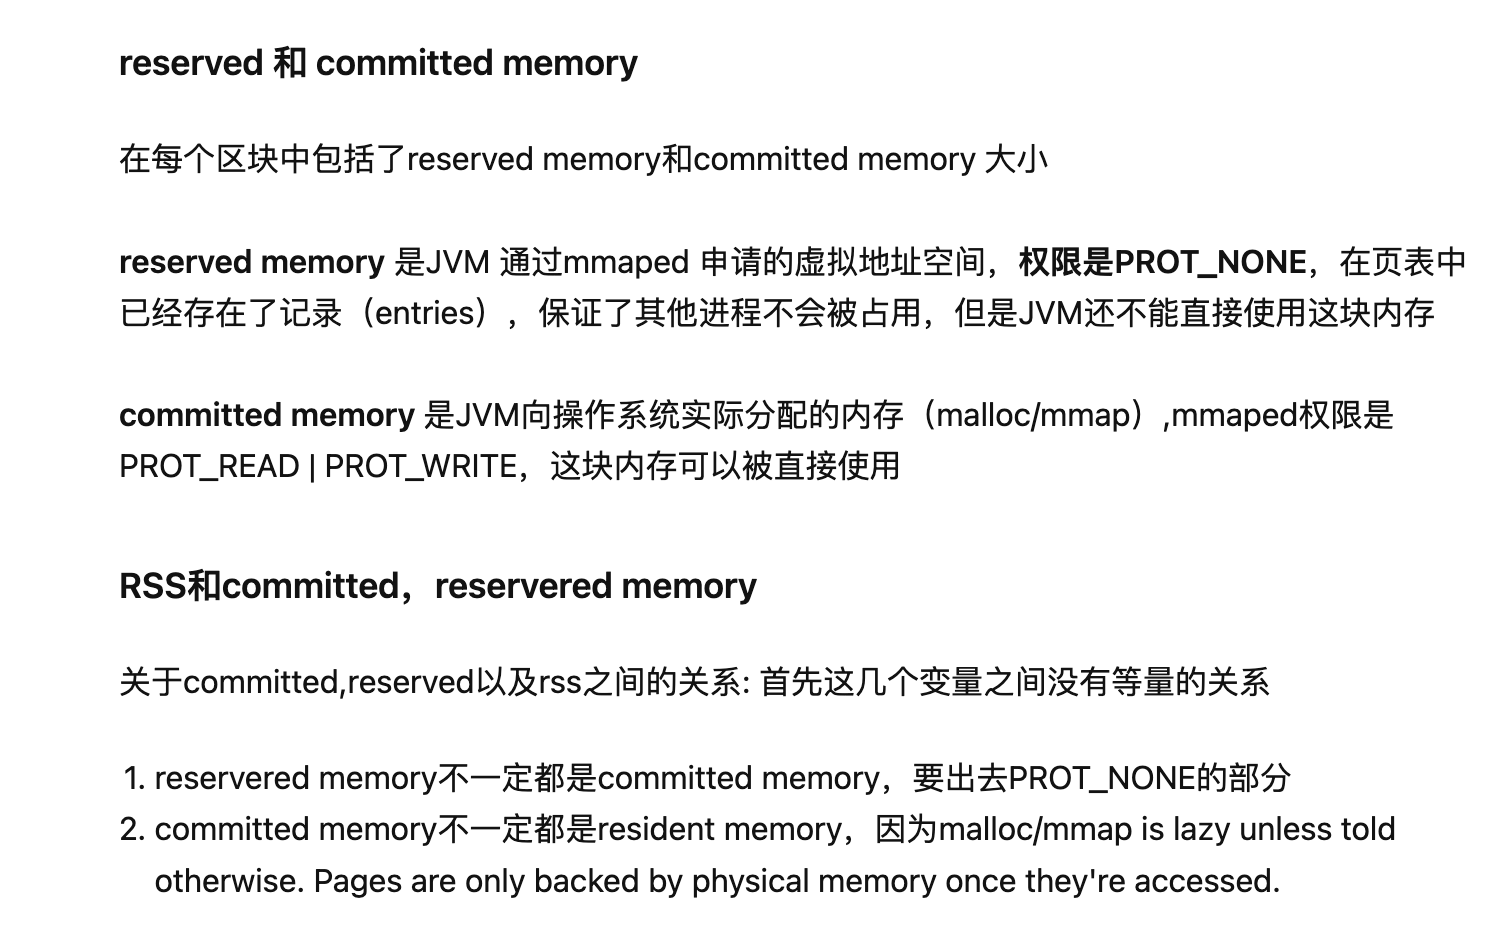 reserved 和 committed memory
在每个区块中包括了reserved memory和committed memory 大小
reserved memory 是JVM 通过mmaped 申请的虚拟地址空间，权限是PROT_NONE，在页表中
已经存在了记录（entries），保证了其他进程不会被占用，但是JVM还不能直接使用这块内存
committed memory 是JVM向操作系统实际分配的内存（malloc/mmap）,mmaped权限是
PROT_READ | PROT_WRITE，这块内存可以被直接使用
RSS和committed，reservered memory
关于committed,reserved以及rss之间的关系: 首先这几个变量之间没有等量的关系
1. reservered memory不一定都是committed memory，要出去PROT_NONE的部分
2. committed memory不一定都是resident memory，因为malloc/mmap is lazy unless told
otherwise. Pages are only backed by physical memory once they're accessed.